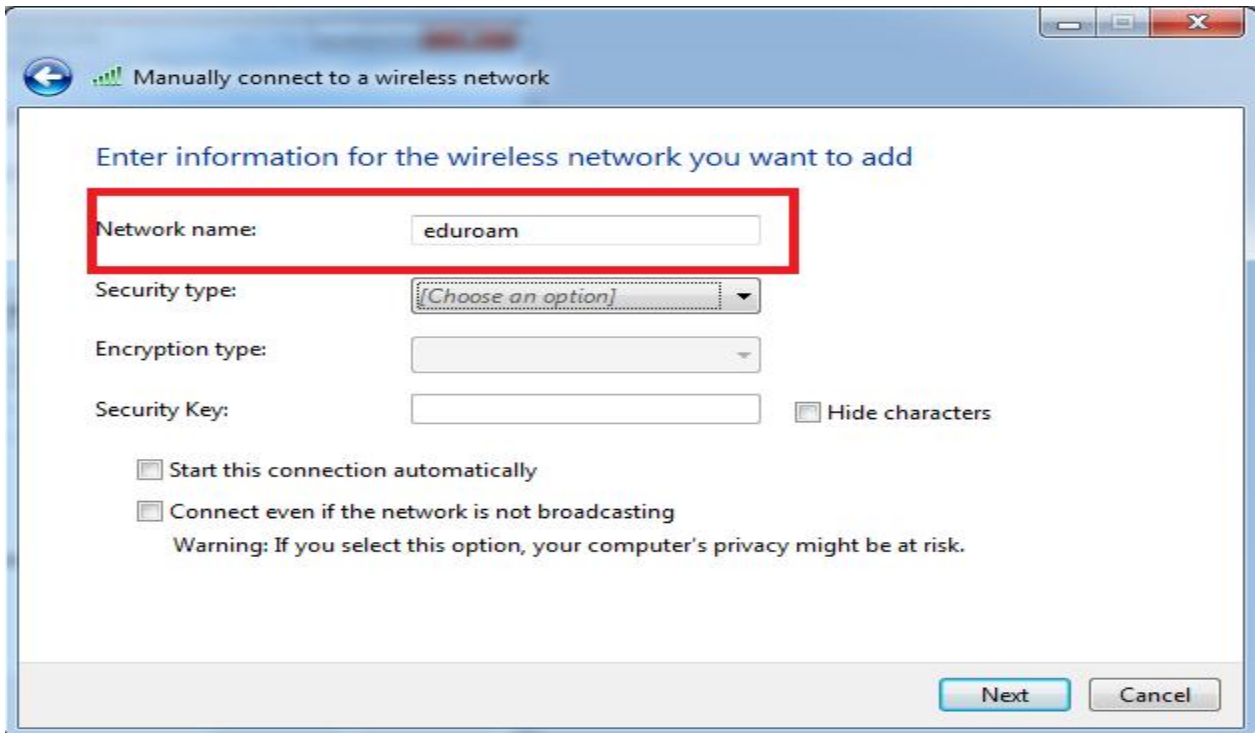 Manually connect to a wireless network
Enter information for the wireless network you want to add
Network name: eduroam
Security type: [Choose an option]
Encryption type:
Security Key: Hide characters
Start this connection automatically
Connect even if the network is not broadcasting
Warning: If you select this option, your computer's privacy might be at risk.
Next Cancel